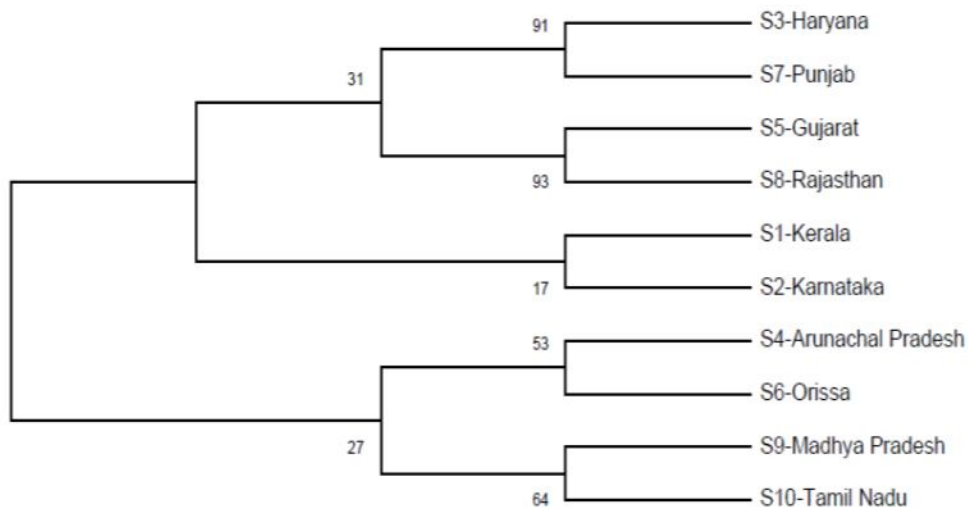 91
S3-Haryana
31
S7-Punjab
S5-Gujarat
93
S8-Rajasthan
S1-Kerala
17
S2-Karnataka
53
S4-Arunachal Pradesh
S6-Orissa
27
S9-Madhya Pradesh
64
S10-Tamil Nadu